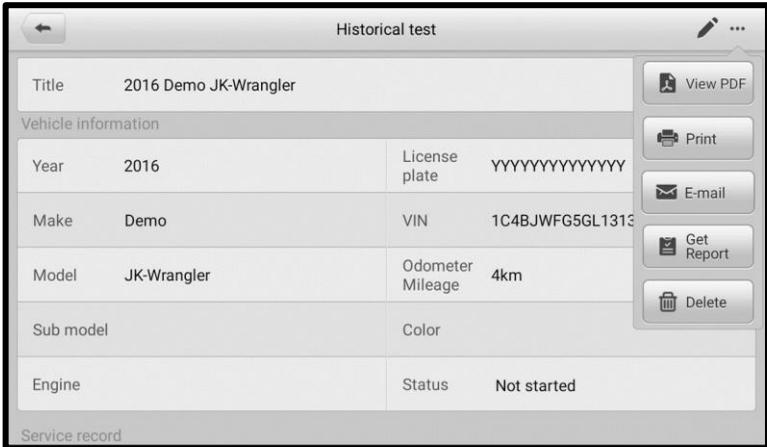 Historical test
Title 2016 Demo JK-Wrangler
View PDF
Vehicle information
Print
Year 2016 License plate YYYYYYYYYYYYYY
E-mail
Make Demo VIN 1C4BJWFG5GL1313
Get Report
Model JK-Wrangler Odometer Mileage 4km
Delete
Sub model Color
Engine Status Not started
Service record